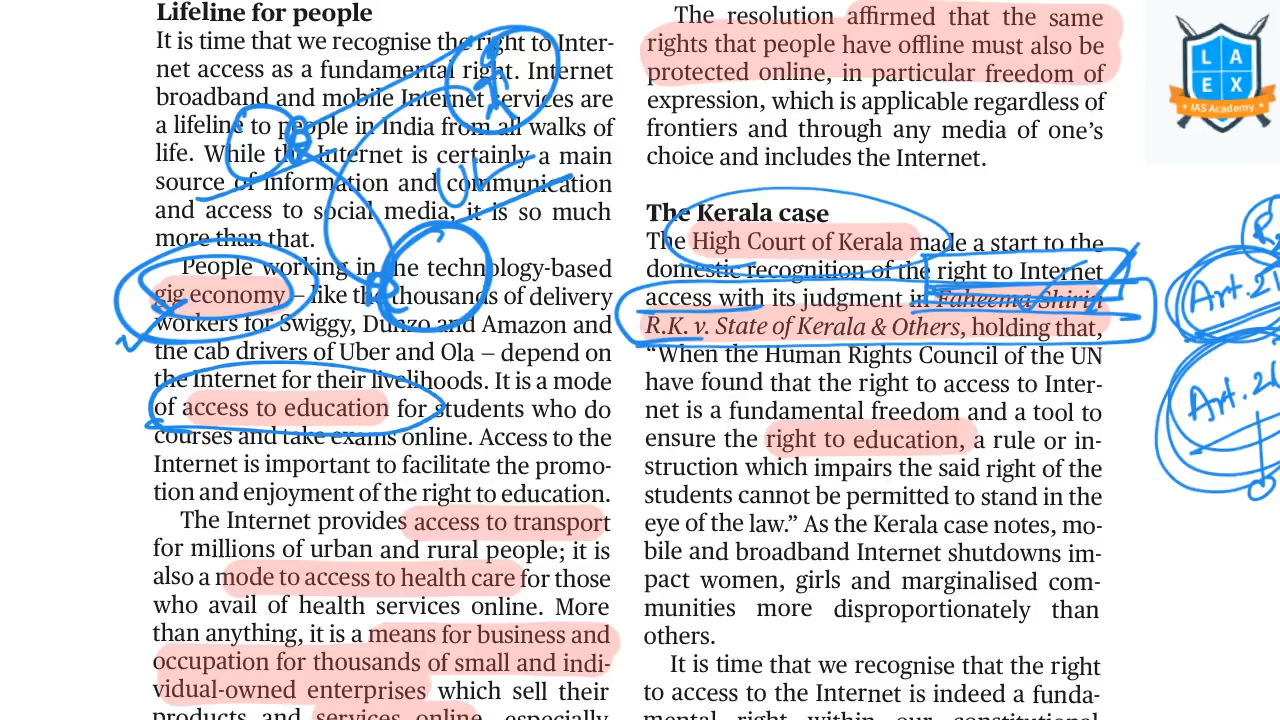 Lifeline for people
It is time that we recognise the right to Inter-
net access as a fundamental right. Internet
broadband and mobile Internet services are
a lifeline to people in India from all walks of
life. While the Internet is certainly a main
source of information and communication
and access to social media, it is so much
more than that.
People working in the technology-based
gig economy – like the thousands of delivery
workers for Swiggy, Dunzo and Amazon and
the cab drivers of Uber and Ola – depend on
the Internet for their livelihoods. It is a mode
of access to education for students who do
courses and take exams online. Access to the
Internet is important to facilitate the promo-
tion and enjoyment of the right to education.
The Internet provides access to transport
for millions of urban and rural people; it is
also a mode to access to health care for those
who avail of health services online. More
than anything, it is a means for business and
occupation for thousands of small and indi-
vidual-owned enterprises which sell their
products and services online, especially
The resolution affirmed that the same
rights that people have offline must also be
protected online, in particular freedom of
expression, which is applicable regardless of
frontiers and through any media of one’s
choice and includes the Internet.
The Kerala case
The High Court of Kerala made a start to the
domestic recognition of the right to Internet
access with its judgment in Faheema Shirin
R.K. v. State of Kerala & Others, holding that,
“When the Human Rights Council of the UN
have found that the right to access to Inter-
net is a fundamental freedom and a tool to
ensure the right to education, a rule or in-
struction which impairs the said right of the
students cannot be permitted to stand in the
eye of the law.” As the Kerala case notes, mo-
bile and broadband Internet shutdowns im-
pact women, girls and marginalised com-
munities more disproportionately than
others.
It is time that we recognise that the right
to access to the Internet is indeed a funda-
mental right within our constitutional
LA
EX
IAS Academy
Art. 21
Art. 21